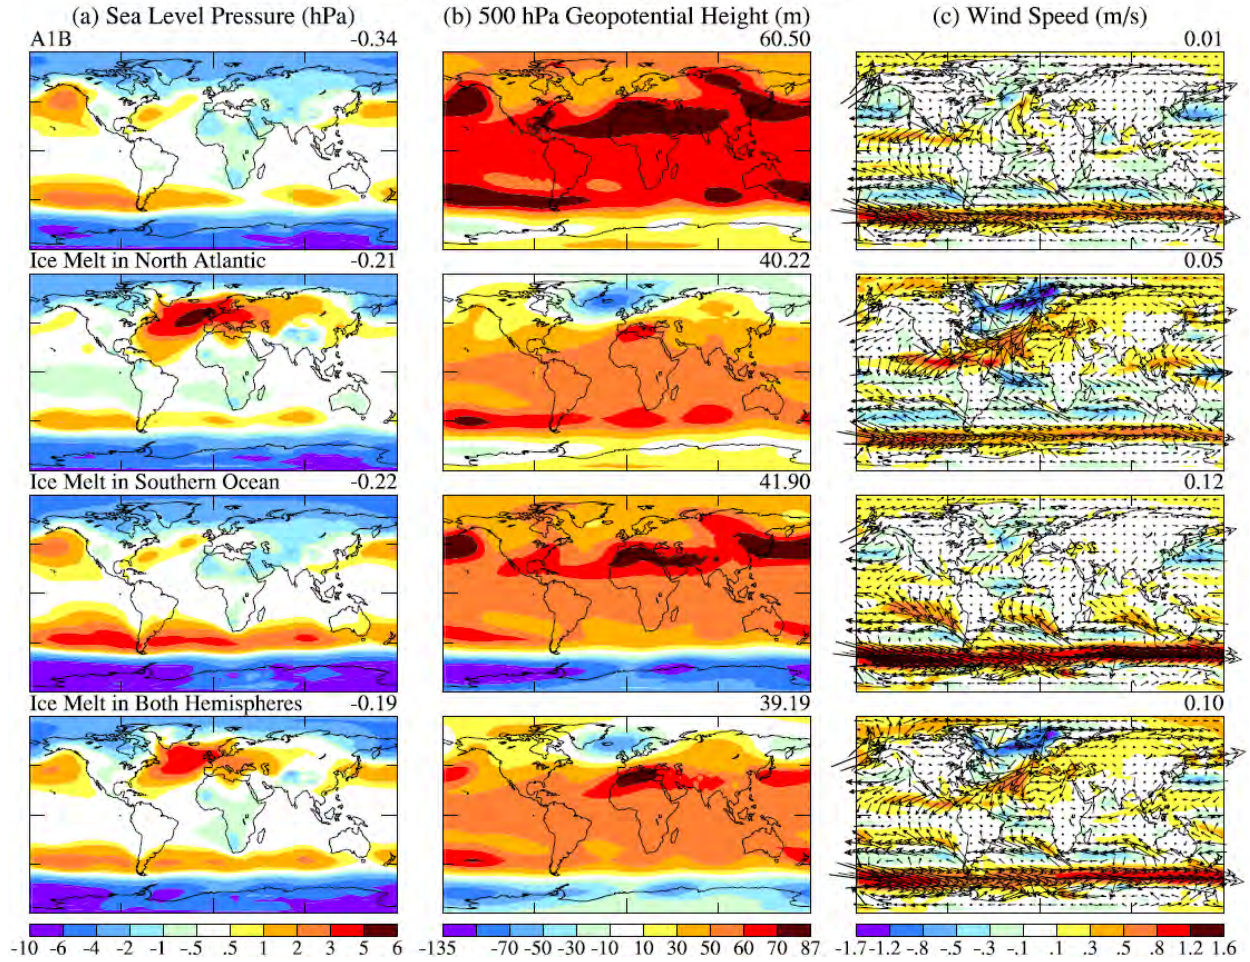 (a) Sea Level Pressure (hPa) (b) 500 hPa Geopotential Height (m) (c) Wind Speed (m/s)
A1B -0.34 60.50 0.01
Ice Melt in North Atlantic -0.21 40.22 0.05
Ice Melt in Southern Ocean -0.22 41.90 0.12
Ice Melt in Both Hemispheres -0.19 39.19 0.10
-10 -6 -4 -2 -1 -.5 .5 1 2 3 5 6 -135 -70 -50 -30 -10 10 30 50 60 70 87 -1.7 -1.2 -.8 -.5 -.3 -.1 .1 .3 .5 .8 1.2 1.6